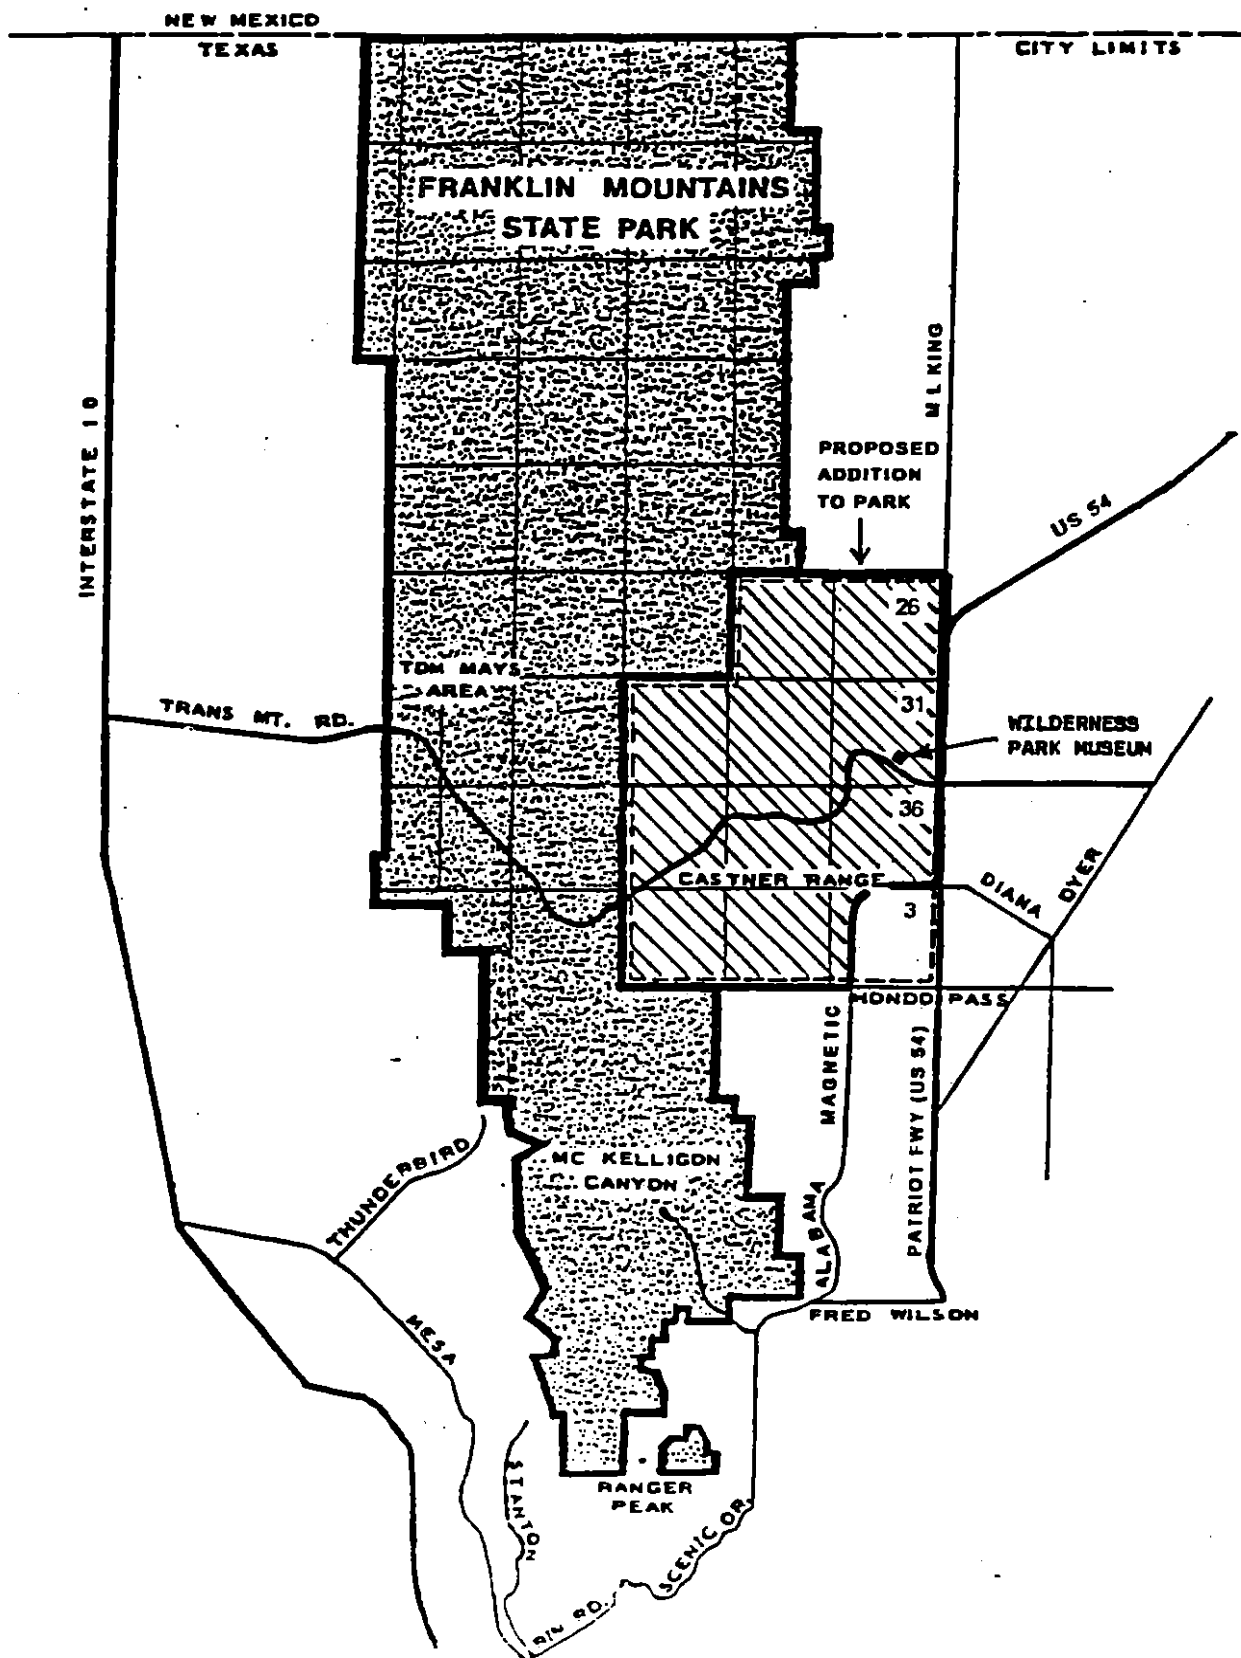 NEW MEXICO
TEXAS
CITY LIMITS
FRANKLIN MOUNTAINS
STATE PARK
INTERSTATE 10
M L KING
PROPOSED
ADDITION
TO PARK
US 54
26
TOM MAYS
AREA
31
TRANS MT. RD.
WILDERNESS
PARK MUSEUM
36
CASTNER RANGE
DIANA
DYER
3
HONDO PASS
MAGNETIC
PATRIOT FWY (US 54)
THUNDERBIRD
MC KELLIGON
CANYON
ALABAMA
FRED WILSON
MESA
STANTON
RANGER
PEAK
SCENIC DR.
RIM RD.